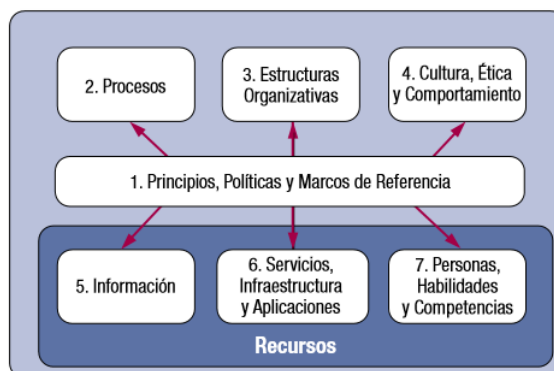 2. Procesos
3. Estructuras
Organizativas
4. Cultura, Ética
y Comportamiento
1. Principios, Políticas y Marcos de Referencia
5. Información
6. Servicios,
Infraestructura
y Aplicaciones
7. Personas,
Habilidades
y Competencias
Recursos